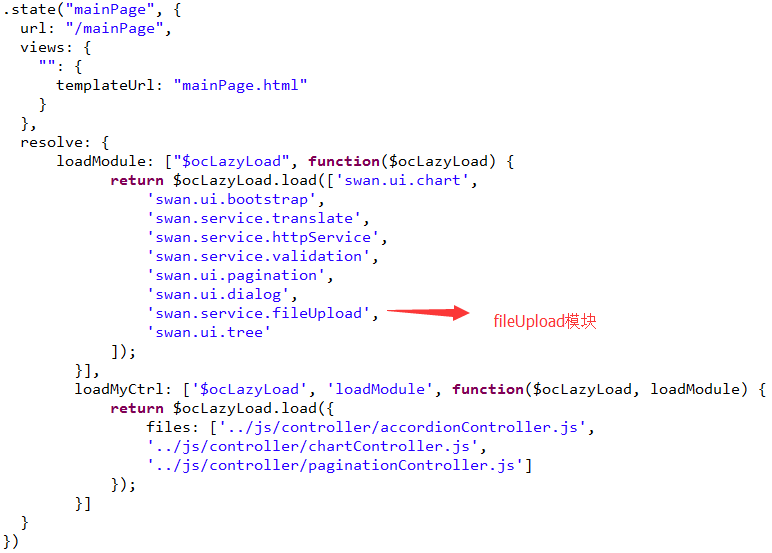 .state("mainPage", {
  url: "/mainPage",
  views: {
    "": {
      templateUrl: "mainPage.html"
    }
  },
  resolve: {
      loadModule: ["$ocLazyLoad", function($ocLazyLoad) {
            return $ocLazyLoad.load(['swan.ui.chart',
                'swan.ui.bootstrap',
                'swan.service.translate',
                'swan.service.httpService',
                'swan.service.validation',
                'swan.ui.pagination',
                'swan.ui.dialog',
                'swan.service.fileUpload', fileUpload模块
                'swan.ui.tree'
            ]);
        }],
        loadMyCtrl: ['$ocLazyLoad', 'loadModule', function($ocLazyLoad, loadModule) {
            return $ocLazyLoad.load({
                files: ['../js/controller/accordionController.js',
                '../js/controller/chartController.js',
                '../js/controller/paginationController.js']
            });
        }]
  }
})